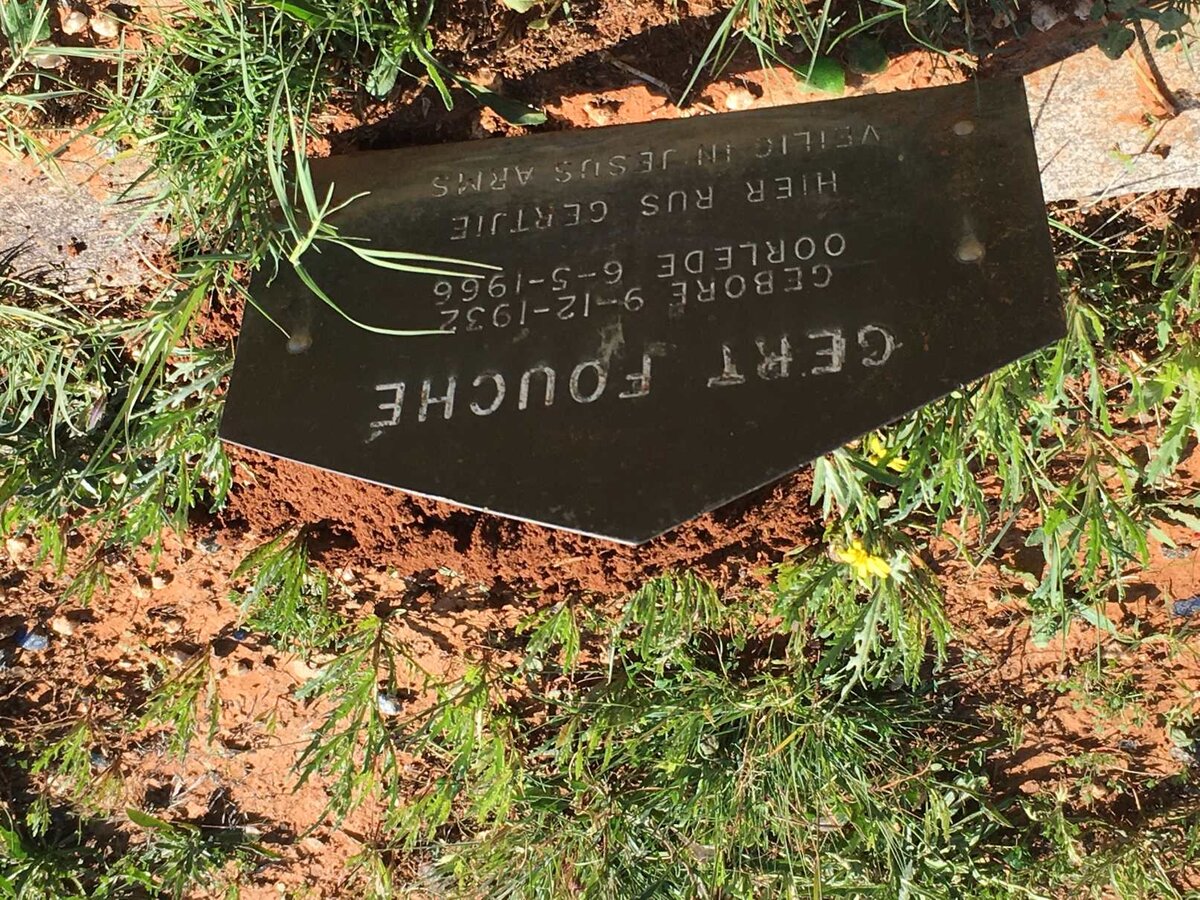 GERT FOUCHÉ
GEBORE 9-12-1932
OORLEDE 6-5-1966
HIER RUS GERTJIE
VEILIG IN JESUS ARMS